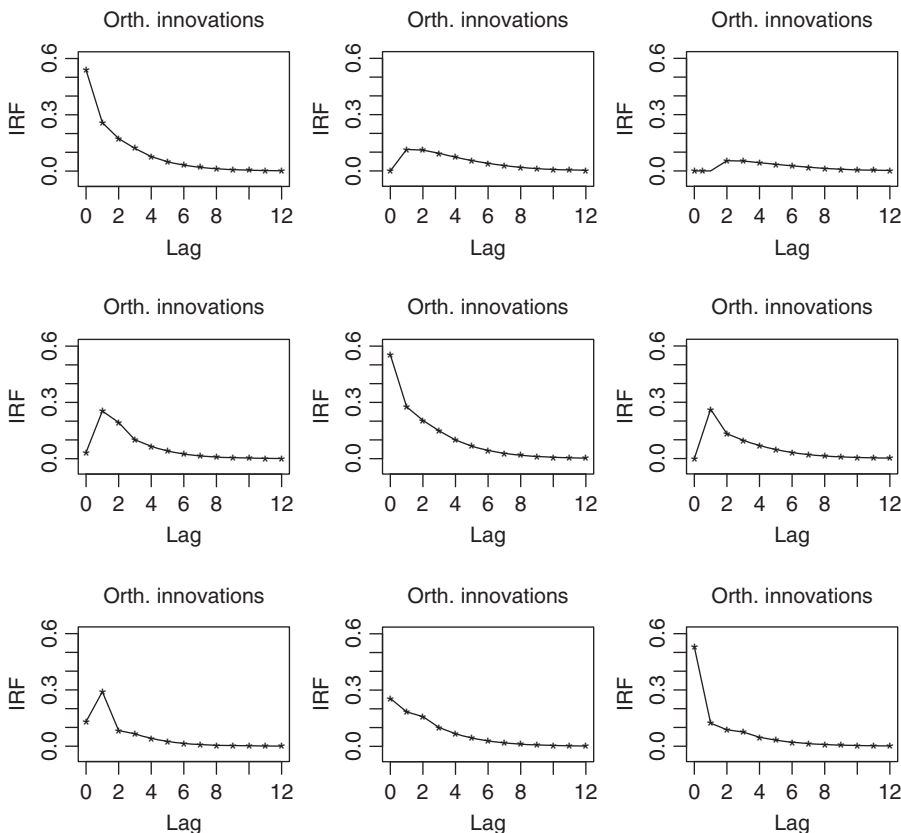 Orth. innovations Orth. innovations Orth. innovations
0.6 0.6 0.6
IRF IRF IRF
0.3 0.3 0.3
0.0 0.0 0.0
0 2 4 6 8 12 0 2 4 6 8 12 0 2 4 6 8 12
Lag Lag Lag
Orth. innovations Orth. innovations Orth. innovations
0.6 0.6 0.6
IRF IRF IRF
0.3 0.3 0.3
0.0 0.0 0.0
0 2 4 6 8 12 0 2 4 6 8 12 0 2 4 6 8 12
Lag Lag Lag
Orth. innovations Orth. innovations Orth. innovations
0.6 0.6 0.6
IRF IRF IRF
0.3 0.3 0.3
0.0 0.0 0.0
0 2 4 6 8 12 0 2 4 6 8 12 0 2 4 6 8 12
Lag Lag Lag